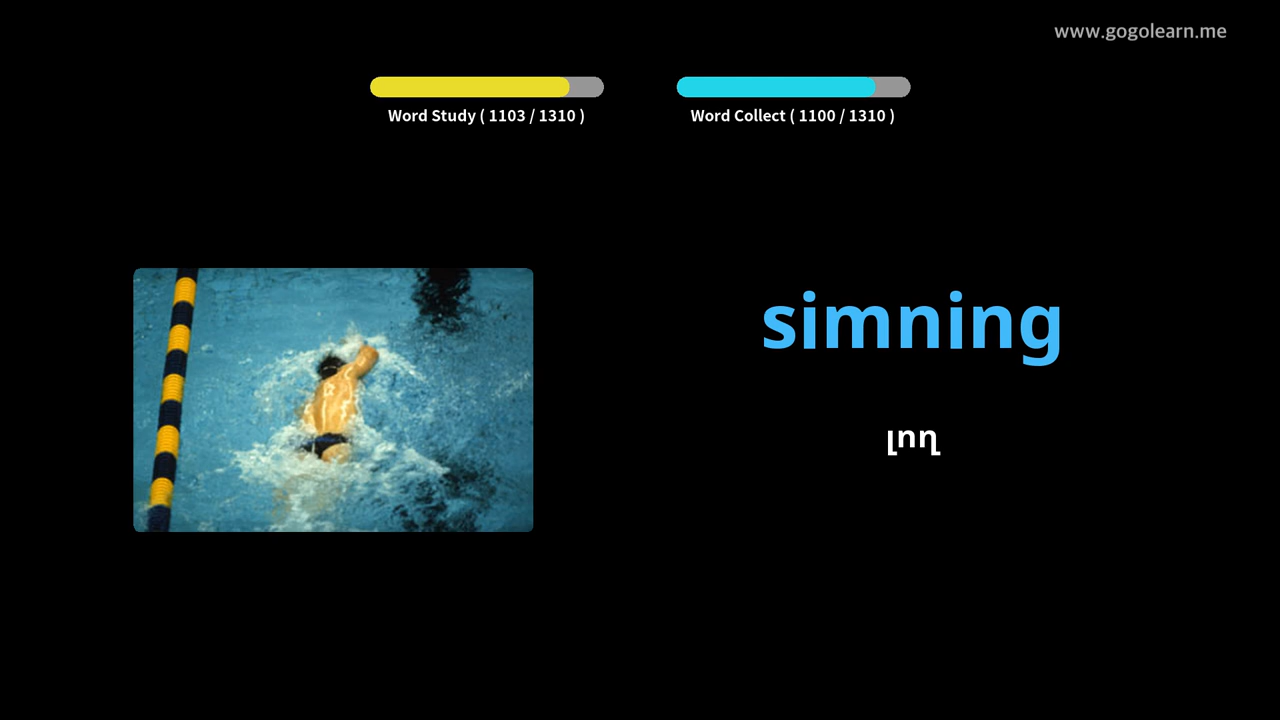 www.gogolearn.me
Word Study ( 1103 / 1310 )
Word Collect ( 1100 / 1310 )
simning
լող